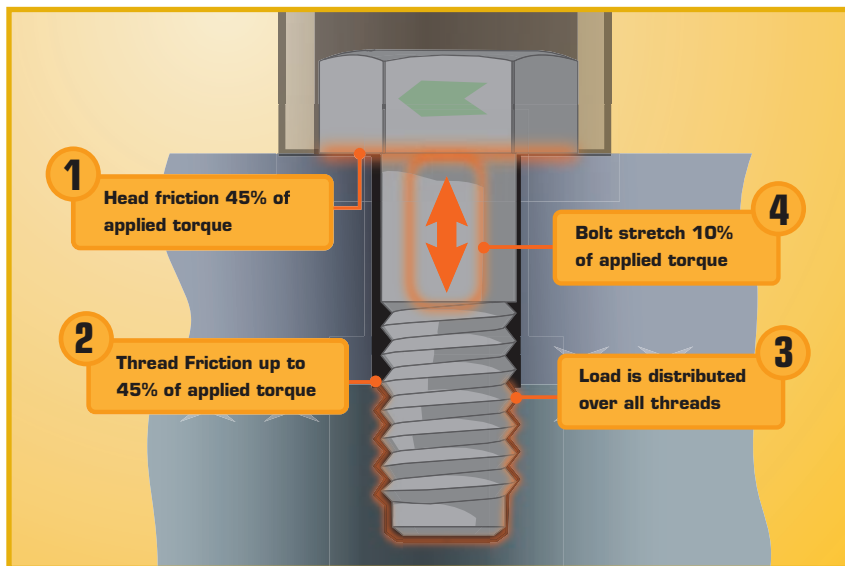 1
Head friction 45% of
applied torque
2
Thread Friction up to
45% of applied torque
3
Load is distributed
over all threads
4
Bolt stretch 10%
of applied torque